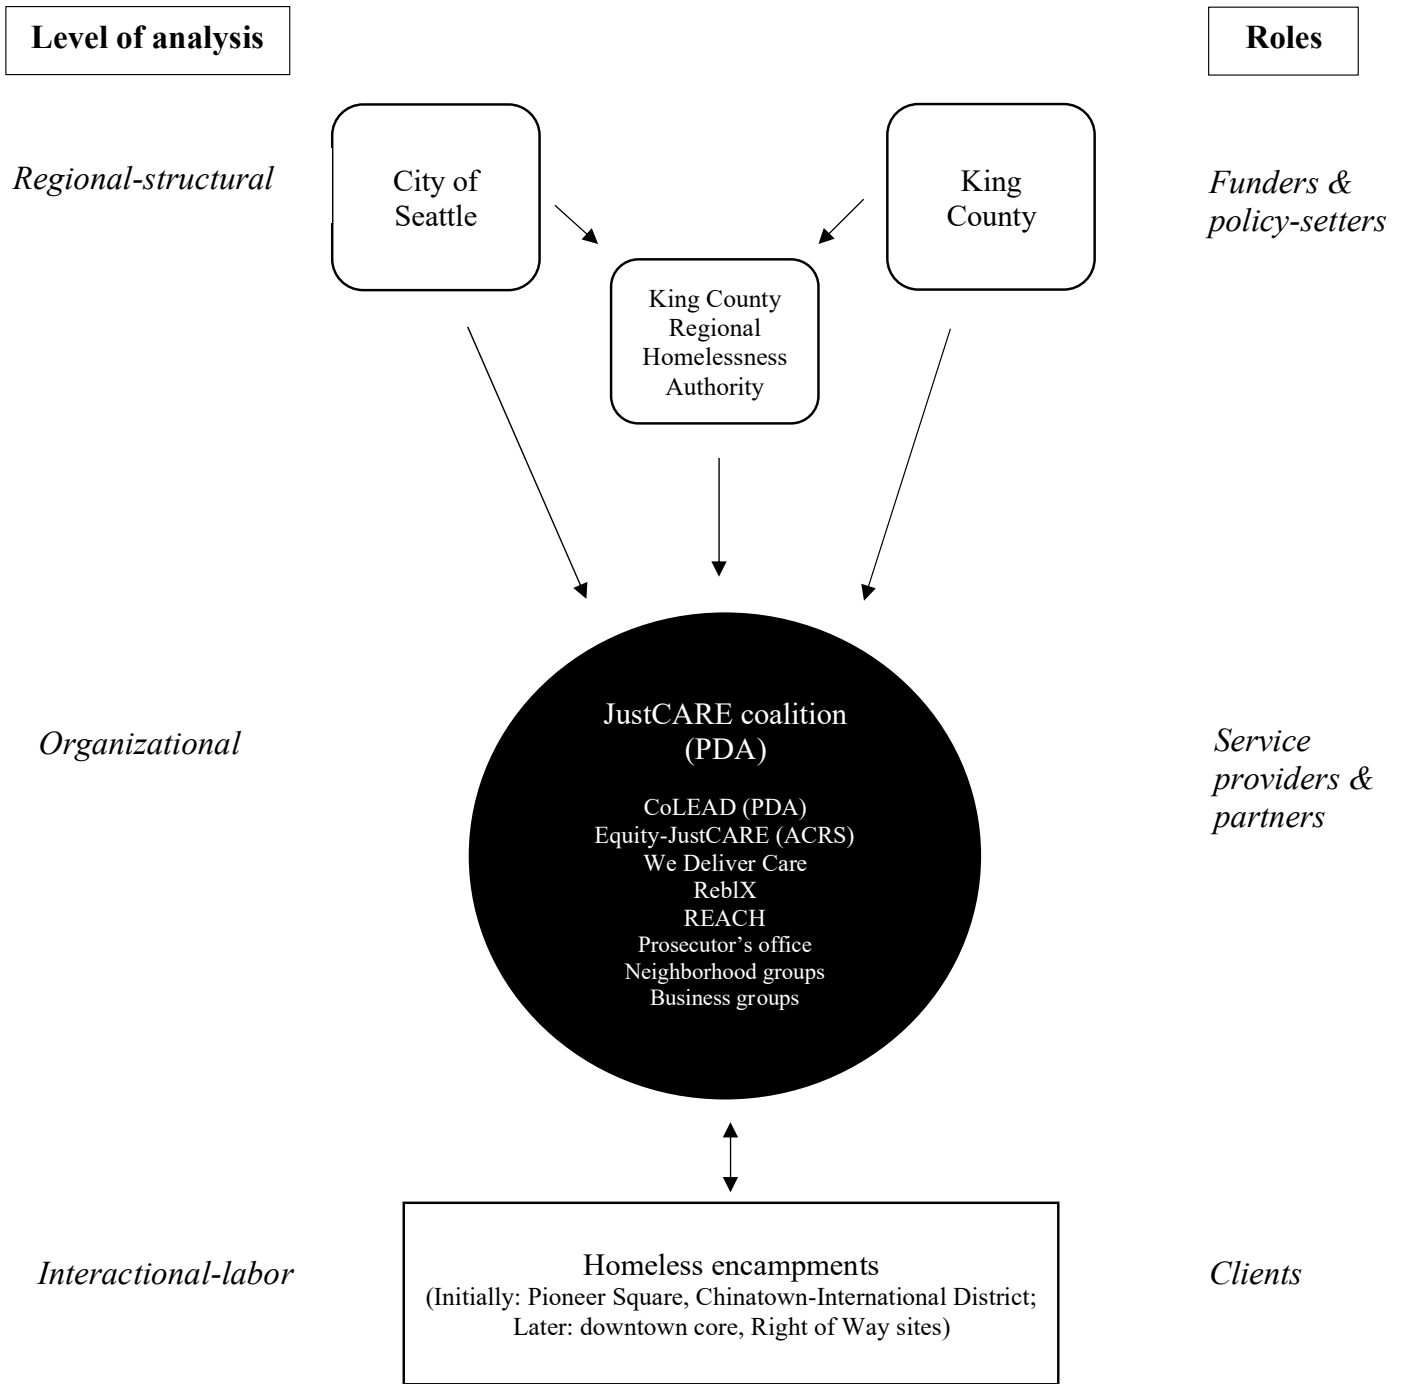 Level of analysis
Roles
Regional-structural
City of
Seattle
King
County
Funders &
policy-setters
King County
Regional
Homelessness
Authority
Organizational
JustCARE coalition
(PDA)
CoLEAD (PDA)
Equity-JustCARE (ACRS)
We Deliver Care
ReblX
REACH
Prosecutor’s office
Neighborhood groups
Business groups
Service
providers &
partners
Interactional-labor
Homeless encampments
(Initially: Pioneer Square, Chinatown-International District;
Later: downtown core, Right of Way sites)
Clients